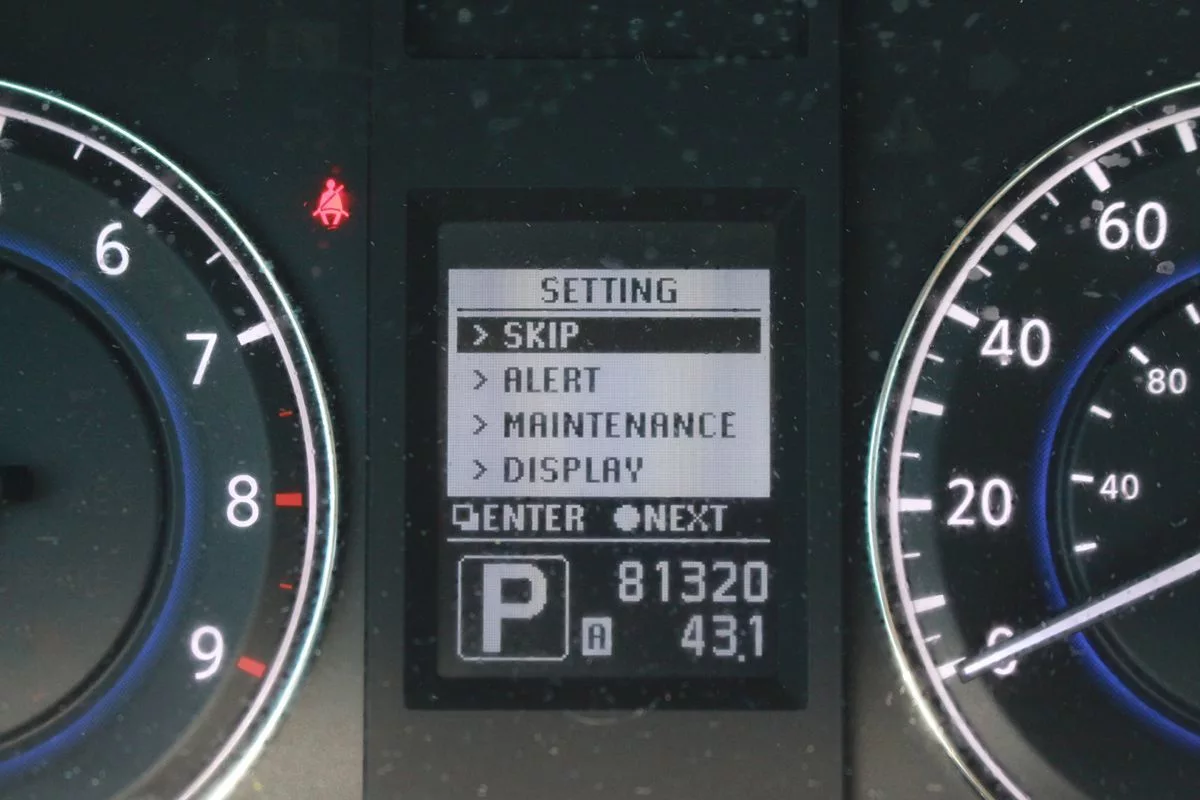 SETTING
> SKIP
> ALERT
> MAINTENANCE
> DISPLAY
ENTER NEXT
P 81320
A 43.1
6
7
8
9
60
40
20
0
80
40